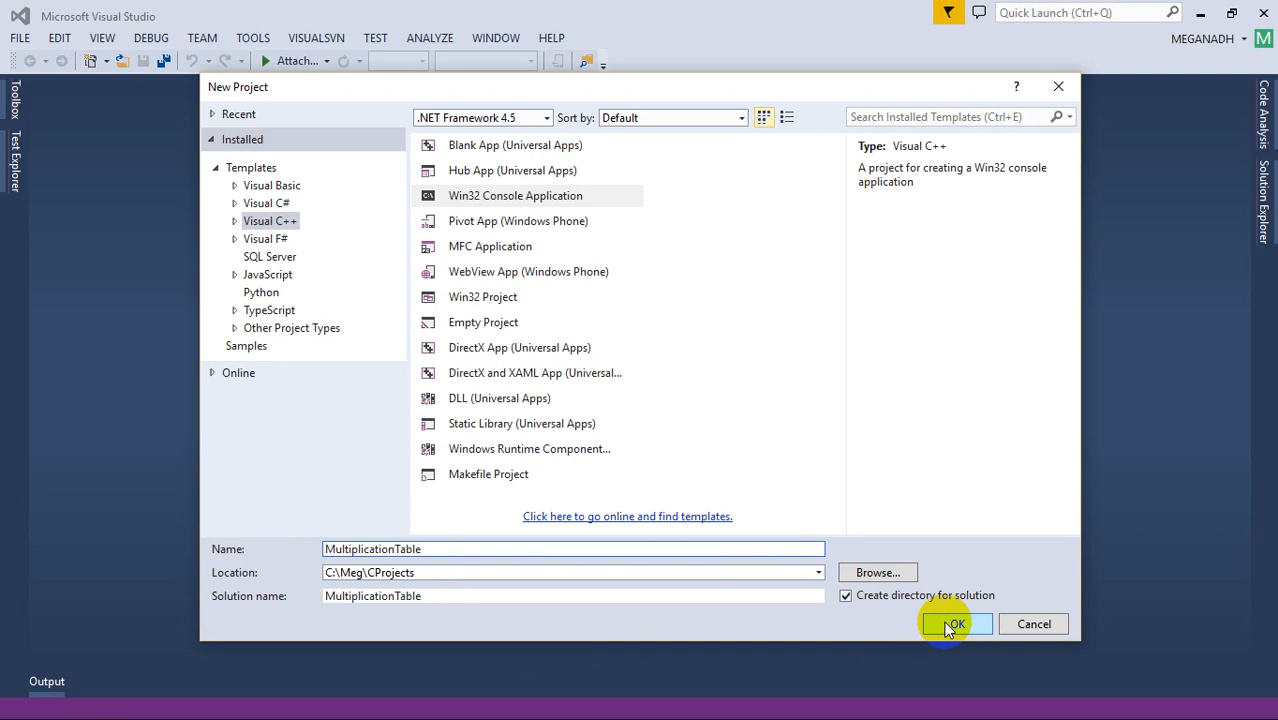 Microsoft Visual Studio
Quick Launch (Ctrl+Q)
FILE EDIT VIEW DEBUG TEAM TOOLS VISUALSVN TEST ANALYZE WINDOW HELP
MEGANADH M
Attach...
Toolbox
Test Explorer
Code Analysis
Solution Explorer
New Project
?
Recent
.NET Framework 4.5
Sort by: Default
Search Installed Templates (Ctrl+E)
Installed
Templates
Visual Basic
Visual C#
Visual C++
Visual F#
SQL Server
JavaScript
Python
TypeScript
Other Project Types
Samples
Online
Blank App (Universal Apps)
Hub App (Universal Apps)
Win32 Console Application
Pivot App (Windows Phone)
MFC Application
WebView App (Windows Phone)
Win32 Project
Empty Project
DirectX App (Universal Apps)
DirectX and XAML App (Universal...
DLL (Universal Apps)
Static Library (Universal Apps)
Windows Runtime Component...
Makefile Project
Click here to go online and find templates.
Type: Visual C++
A project for creating a Win32 console
application
Name: MultiplicationTable
Location: C:\Meg\CProjects
Browse...
Solution name: MultiplicationTable
Create directory for solution
OK
Cancel
Output